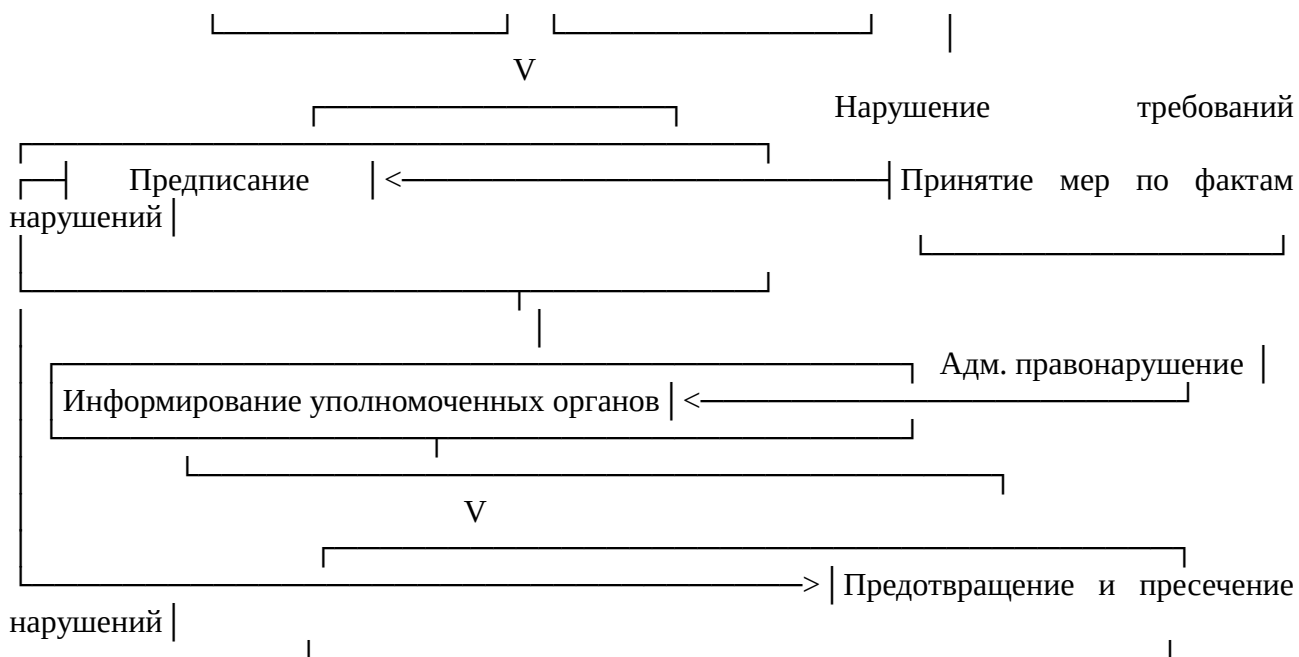 V
Нарушение требований
Предписание <
Принятие мер по фактам
нарушений
Адм. правонарушение
Информирование уполномоченных органов <
V
> Предотвращение и пресечение
нарушений